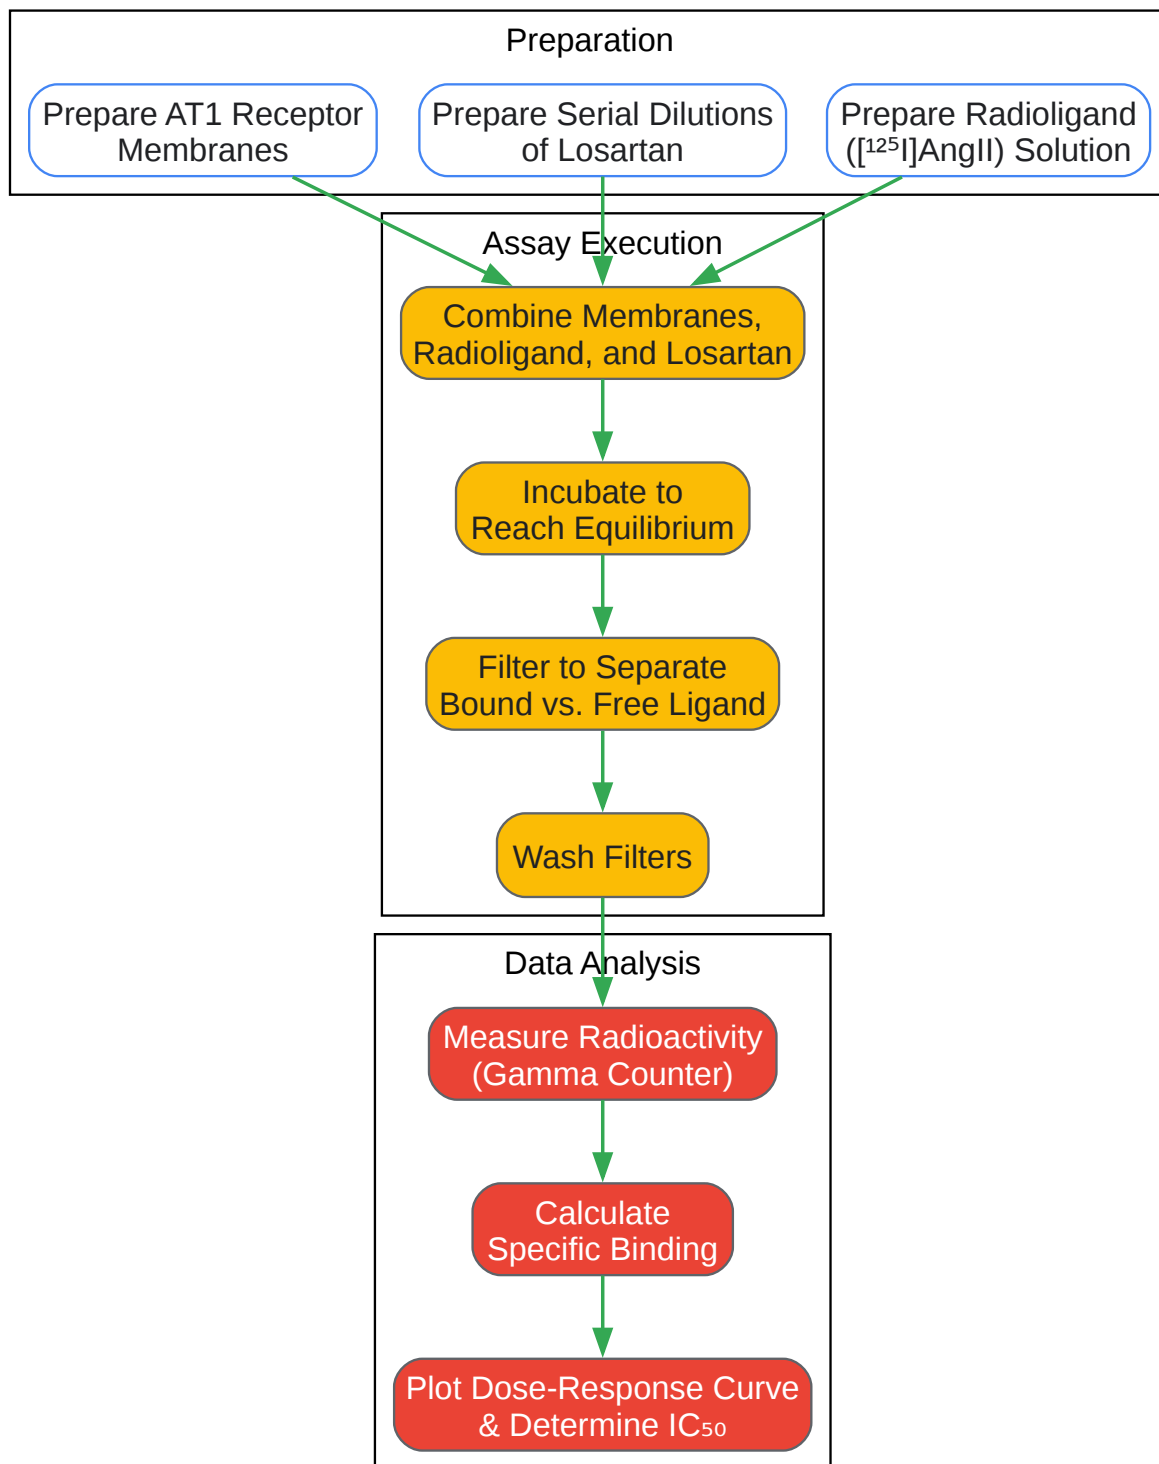 Preparation
Prepare AT1 Receptor
Membranes
Prepare Serial Dilutions
of Losartan
Prepare Radioligand
([¹²⁵I]AngII) Solution
Assay Execution
Combine Membranes,
Radioligand, and Losartan
Incubate to
Reach Equilibrium
Filter to Separate
Bound vs. Free Ligand
Wash Filters
Data Analysis
Measure Radioactivity
(Gamma Counter)
Calculate
Specific Binding
Plot Dose-Response Curve
& Determine IC₅₀